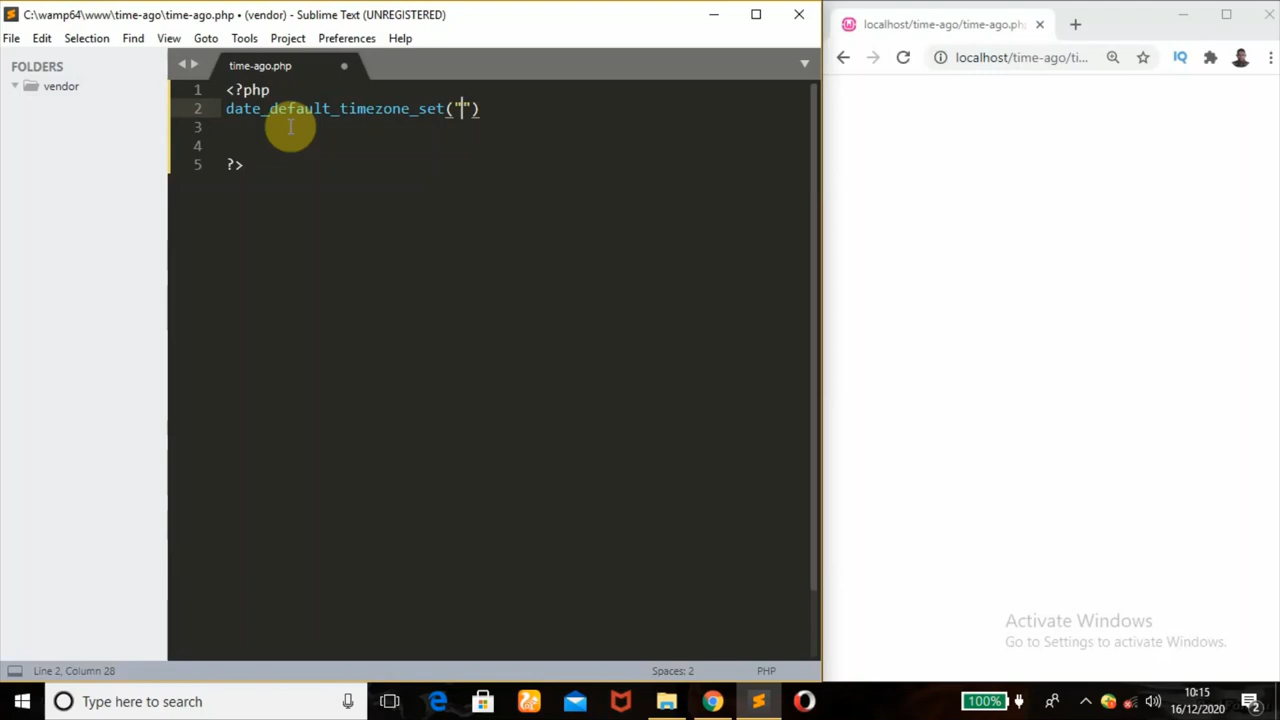 C:\wamp64\www\time-ago\time-ago.php • (vendor) - Sublime Text (UNREGISTERED)
File Edit Selection Find View Goto Tools Project Preferences Help
FOLDERS
vendor
time-ago.php
1 <?php
2 date_default_timezone_set("")
3
4
5 ?>
Line 2, Column 28
Spaces: 2
PHP
localhost/time-ago/time-ago.ph
localhost/time-ago/ti...
IQ
Activate Windows
Go to Settings to activate Windows.
Type here to search
100%
10:15
16/12/2020
2